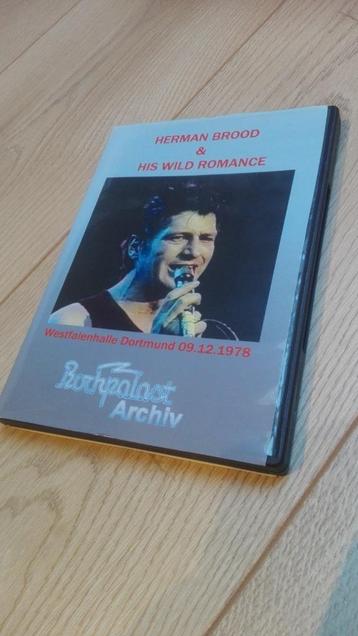 HERMAN BROOD
&
HIS WILD ROMANCE
Westfalenhalle Dortmund 09.12.1978
Rockpalast
Archiv